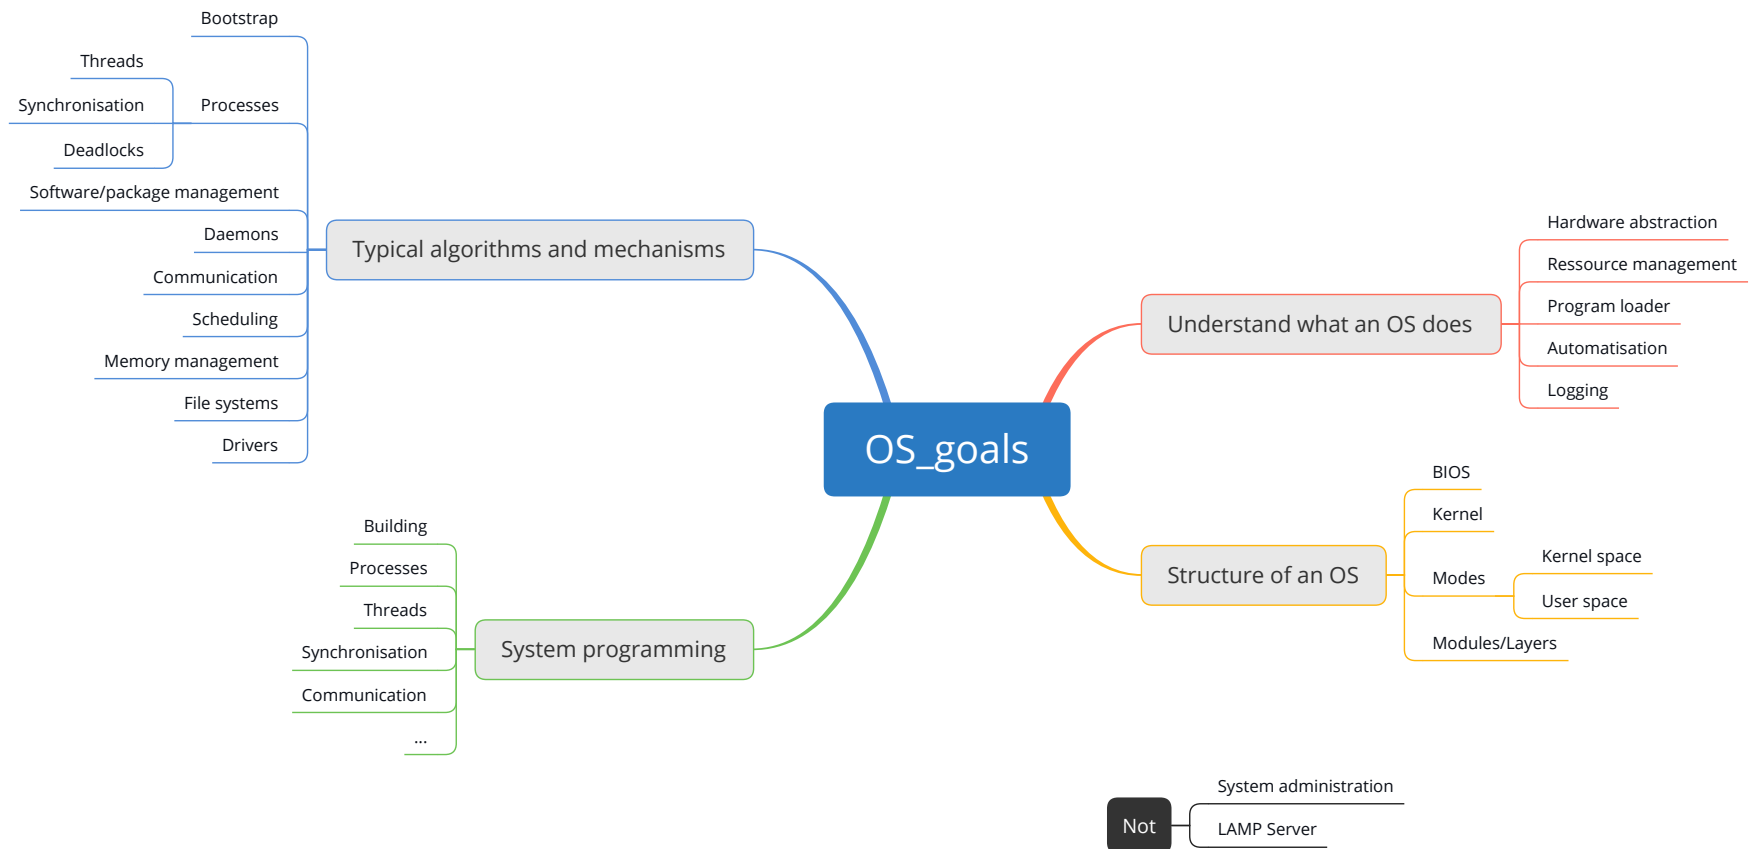 OS_goals
Typical algorithms and mechanisms
Bootstrap
Processes
Threads
Synchronisation
Deadlocks
Software/package management
Daemons
Communication
Scheduling
Memory management
File systems
Drivers
System programming
Building
Processes
Threads
Synchronisation
Communication
...
Understand what an OS does
Hardware abstraction
Ressource management
Program loader
Automatisation
Logging
Structure of an OS
BIOS
Kernel
Modes
Kernel space
User space
Modules/Layers
Not
System administration
LAMP Server